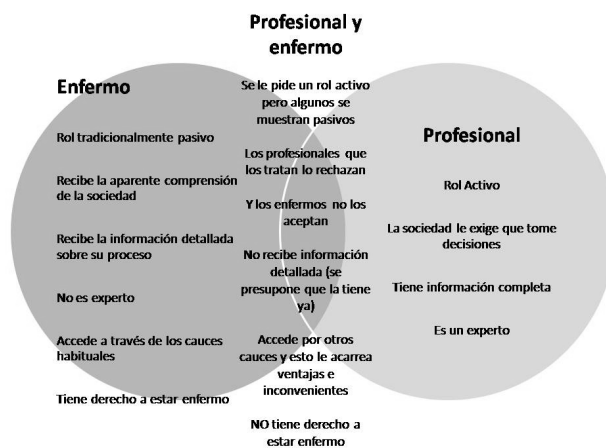 Profesional y
enfermo
Enfermo
Rol tradicionalmente pasivo
Recibe la aparente comprensión
de la sociedad
Recibe la información detallada
sobre su proceso
No es experto
Accede a través de los cauces
habituales
Tiene derecho a estar enfermo
Se le pide un rol activo
pero algunos se
muestran pasivos
Los profesionales que
los tratan lo rechazan
Y los enfermos no los
aceptan
No recibe información
detallada (se
presupone que la tiene
ya)
Accede por otros
cauces y esto le acarrea
ventajas e
inconvenientes
NO tiene derecho a
estar enfermo
Profesional
Rol Activo
La sociedad le exige que tome
decisiones
Tiene información completa
Es un experto